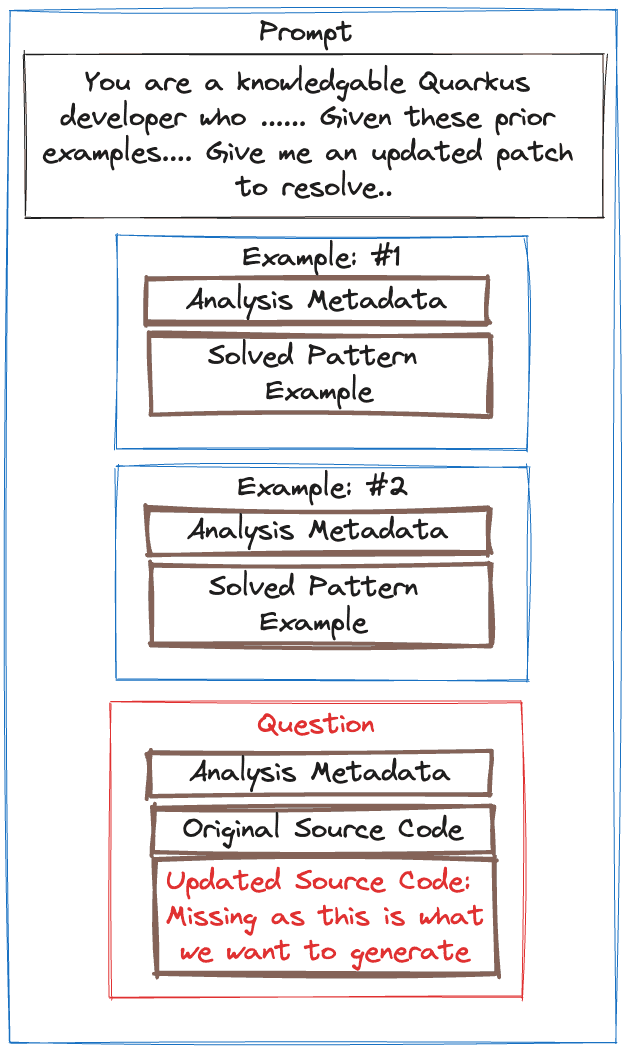 Prompt
You are a knowledgable Quarkus
developer who ...... Given these prior
examples.... Give me an updated patch
to resolve..
Example: #1
Analysis Metadata
Solved Pattern
Example
Example: #2
Analysis Metadata
Solved Pattern
Example
Question
Analysis Metadata
Original Source Code
Updated Source Code:
Missing as this is what
we want to generate